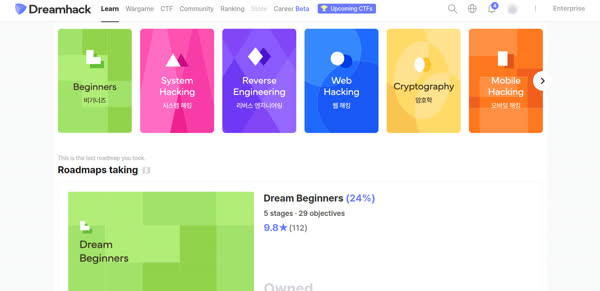 Dreamhack
Learn Wargame CTF Community Ranking Store Career Beta Upcoming CTFs 4 Enterprise
Beginners
비기너즈
System
Hacking
시스템 해킹
Reverse
Engineering
리버스 엔지니어링
Web
Hacking
웹 해킹
Cryptography
암호학
Mobile
Hacking
모바일 해킹
This is the last roadmap you took.
Roadmaps taking
Dream
Beginners
Dream Beginners (24%)
5 stages · 29 objectives
9.8★(112)
Owned